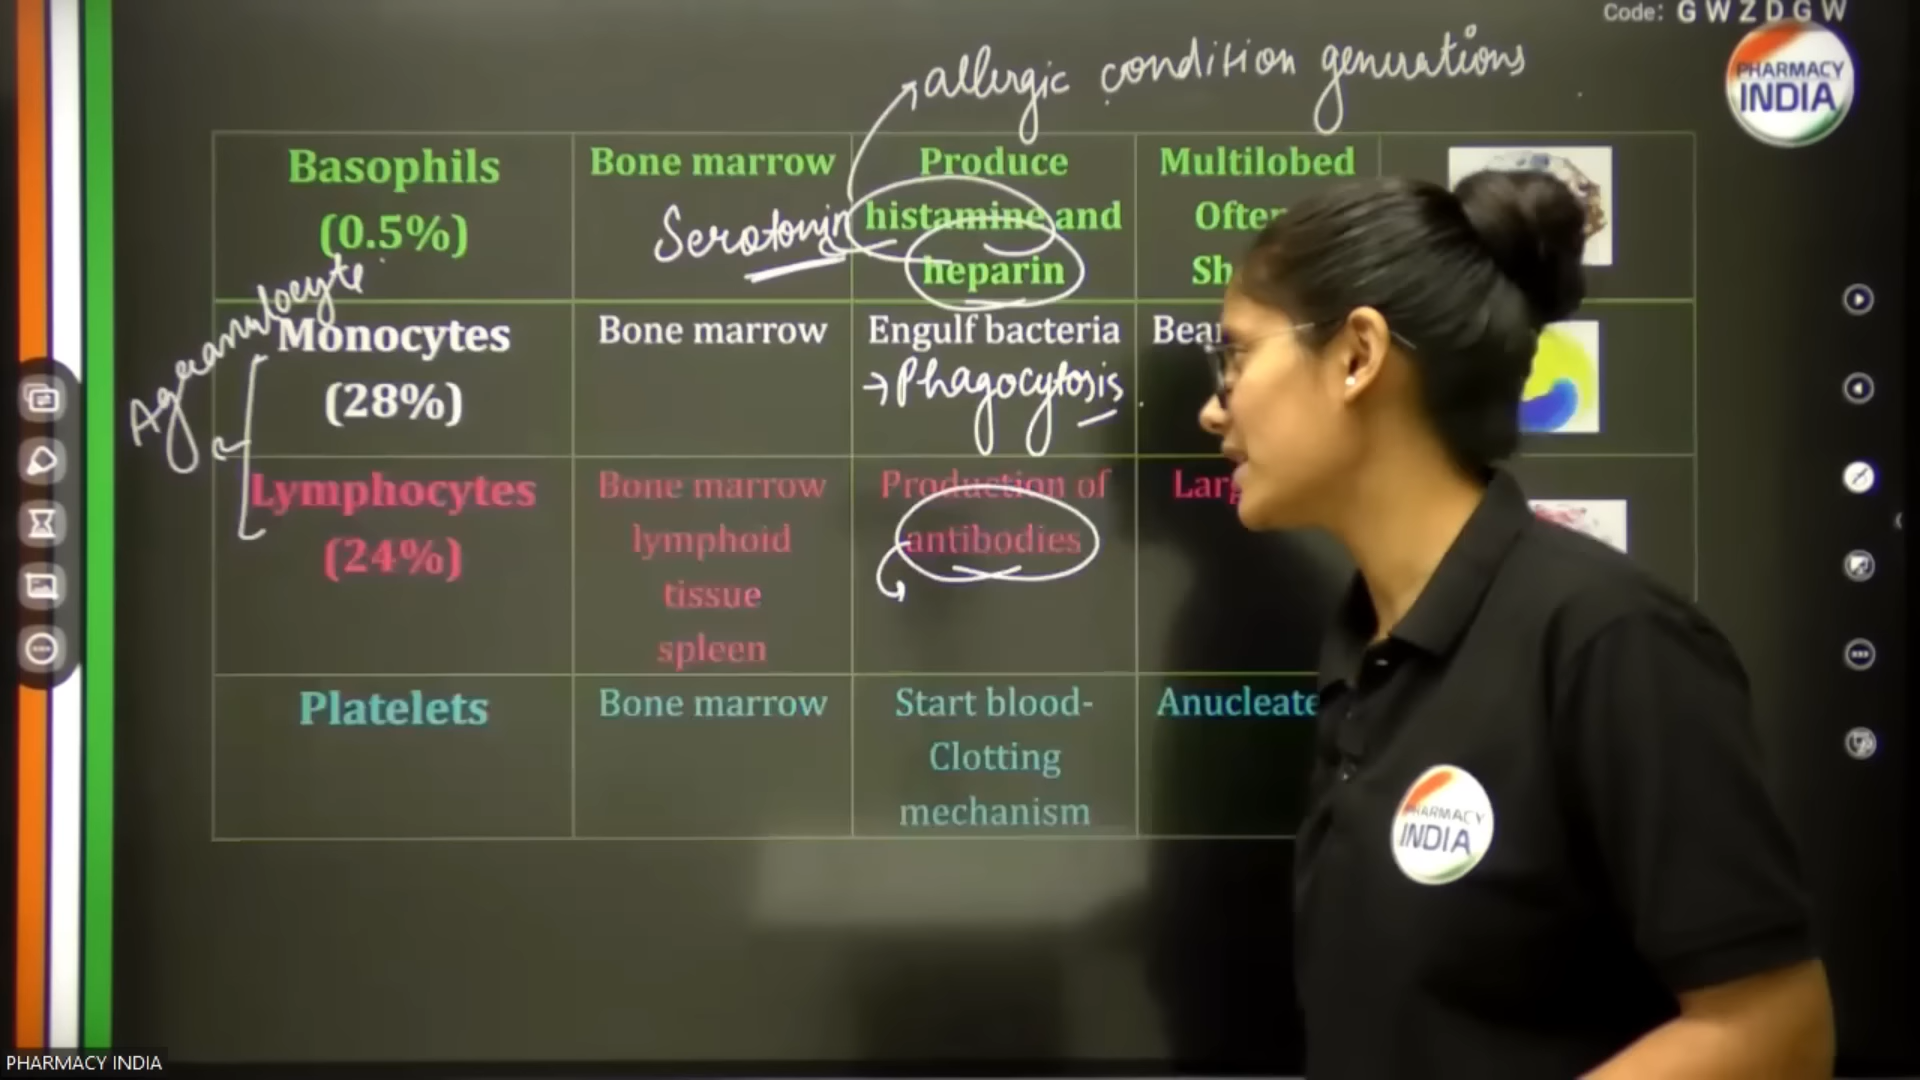 Code: G W Z D G W
PHARMACY
INDIA
allergic condition generations
Basophils
(0.5%)
Bone marrow
Serotonin
Produce
histamine and
heparin
Multilobed
Agranulocyte
Monocytes
(28%)
Bone marrow
Engulf bacteria
→ Phagocytosis
Lymphocytes
(24%)
Bone marrow
lymphoid
tissue
spleen
Production of
antibodies
Platelets
Bone marrow
Start blood-
Clotting
mechanism
Anucleate
PHARMACY
INDIA
PHARMACY INDIA